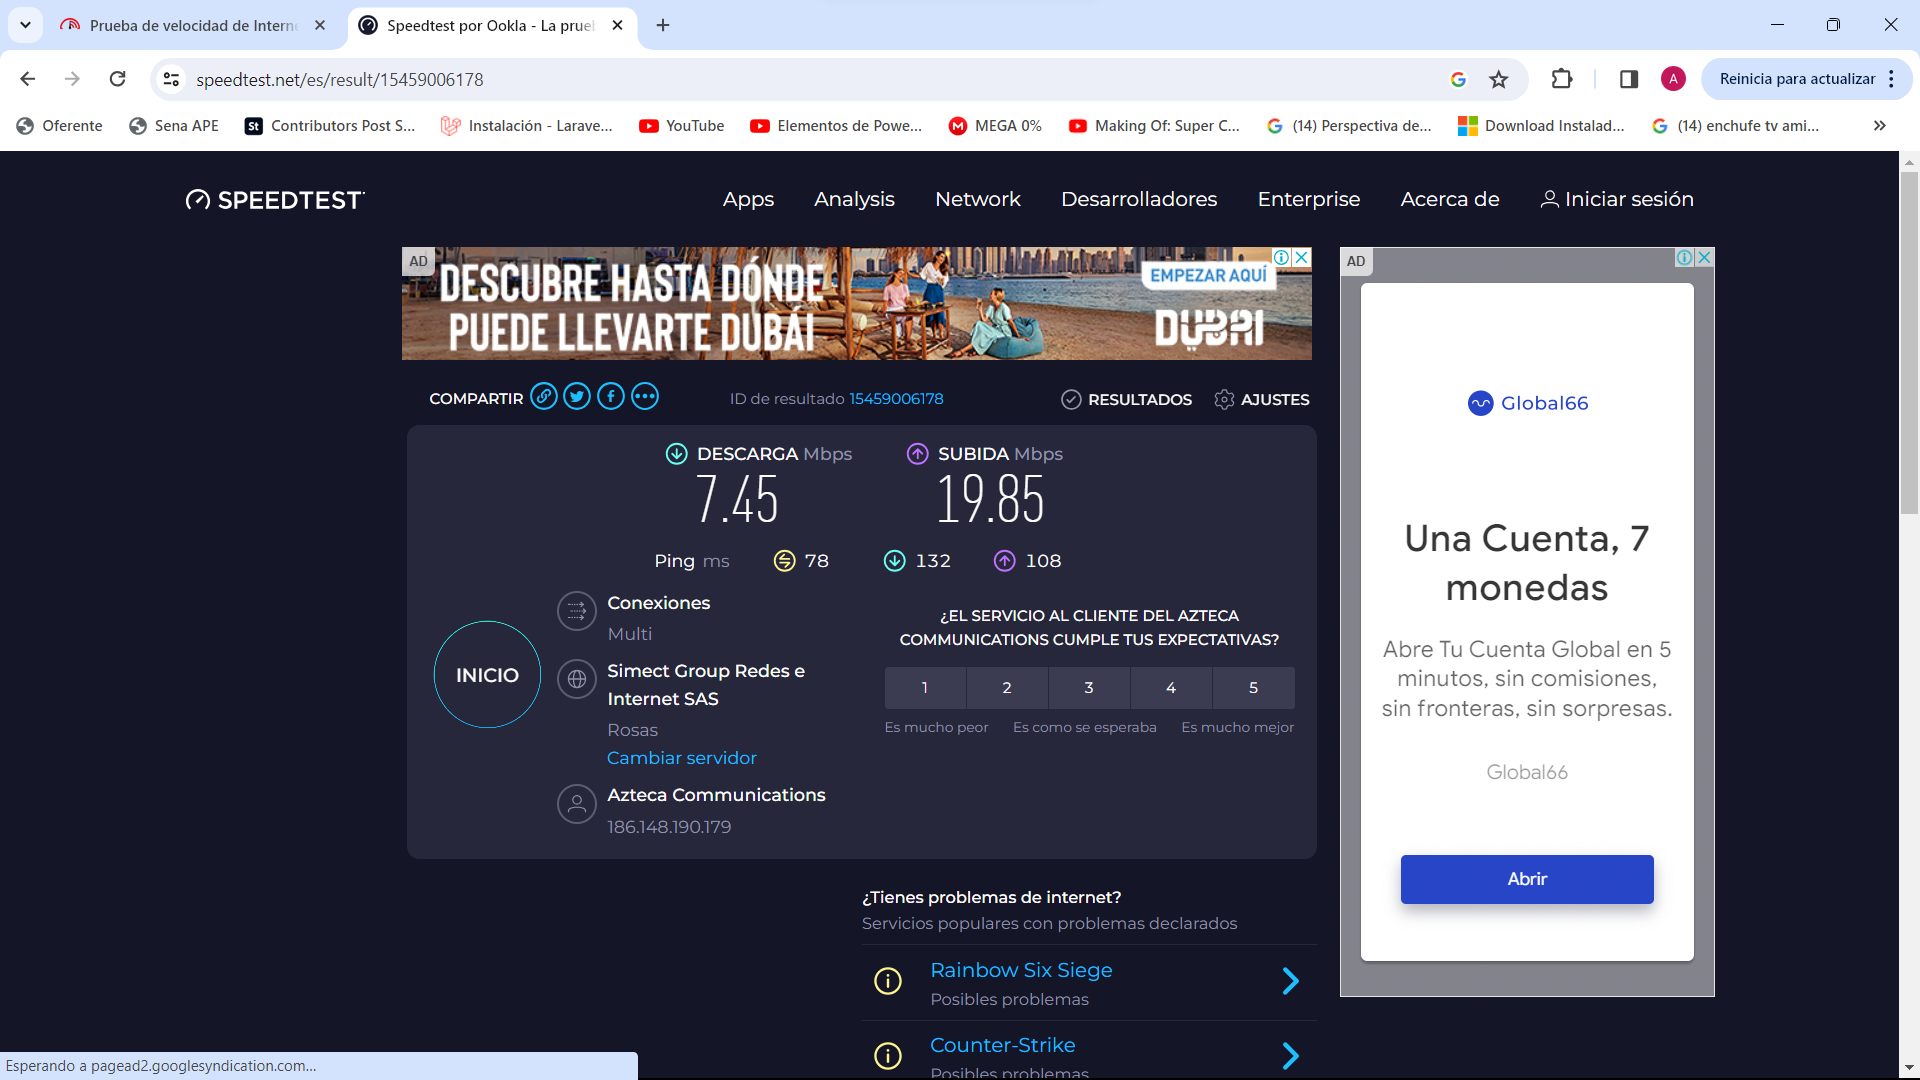 Prueba de velocidad de Interne
Speedtest por Ookla - La prueb
speedtest.net/es/result/15459006178
A
Reinicia para actualizar
Oferente
Sena APE
St Contributors Post S...
Instalación - Larave...
YouTube
Elementos de Powe...
M MEGA 0%
Making Of: Super C...
(14) Perspectiva de...
Download Instalad...
(14) enchufe tv ami...
SPEEDTEST
Apps
Analysis
Network
Desarrolladores
Enterprise
Acerca de
Iniciar sesión
AD
DESCUBRE HASTA DÓNDE
PUEDE LLEVARTE DUBÁI
EMPEZAR AQUÍ
DUBAI
COMPARTIR
ID de resultado 15459006178
RESULTADOS
AJUSTES
DESCARGA Mbps
7.45
SUBIDA Mbps
19.85
Ping ms
78
132
108
INICIO
Conexiones
Multi
Simect Group Redes e
Internet SAS
Rosas
Cambiar servidor
Azteca Communications
186.148.190.179
¿EL SERVICIO AL CLIENTE DEL AZTECA
COMMUNICATIONS CUMPLE TUS EXPECTATIVAS?
1 2 3 4 5
Es mucho peor
Es como se esperaba
Es mucho mejor
¿Tienes problemas de internet?
Servicios populares con problemas declarados
Rainbow Six Siege
Posibles problemas
Counter-Strike
Posibles problemas
AD
Global66
Una Cuenta, 7
monedas
Abre Tu Cuenta Global en 5
minutos, sin comisiones,
sin fronteras, sin sorpresas.
Global66
Abrir
Esperando a pagead2.googlesyndication.com...